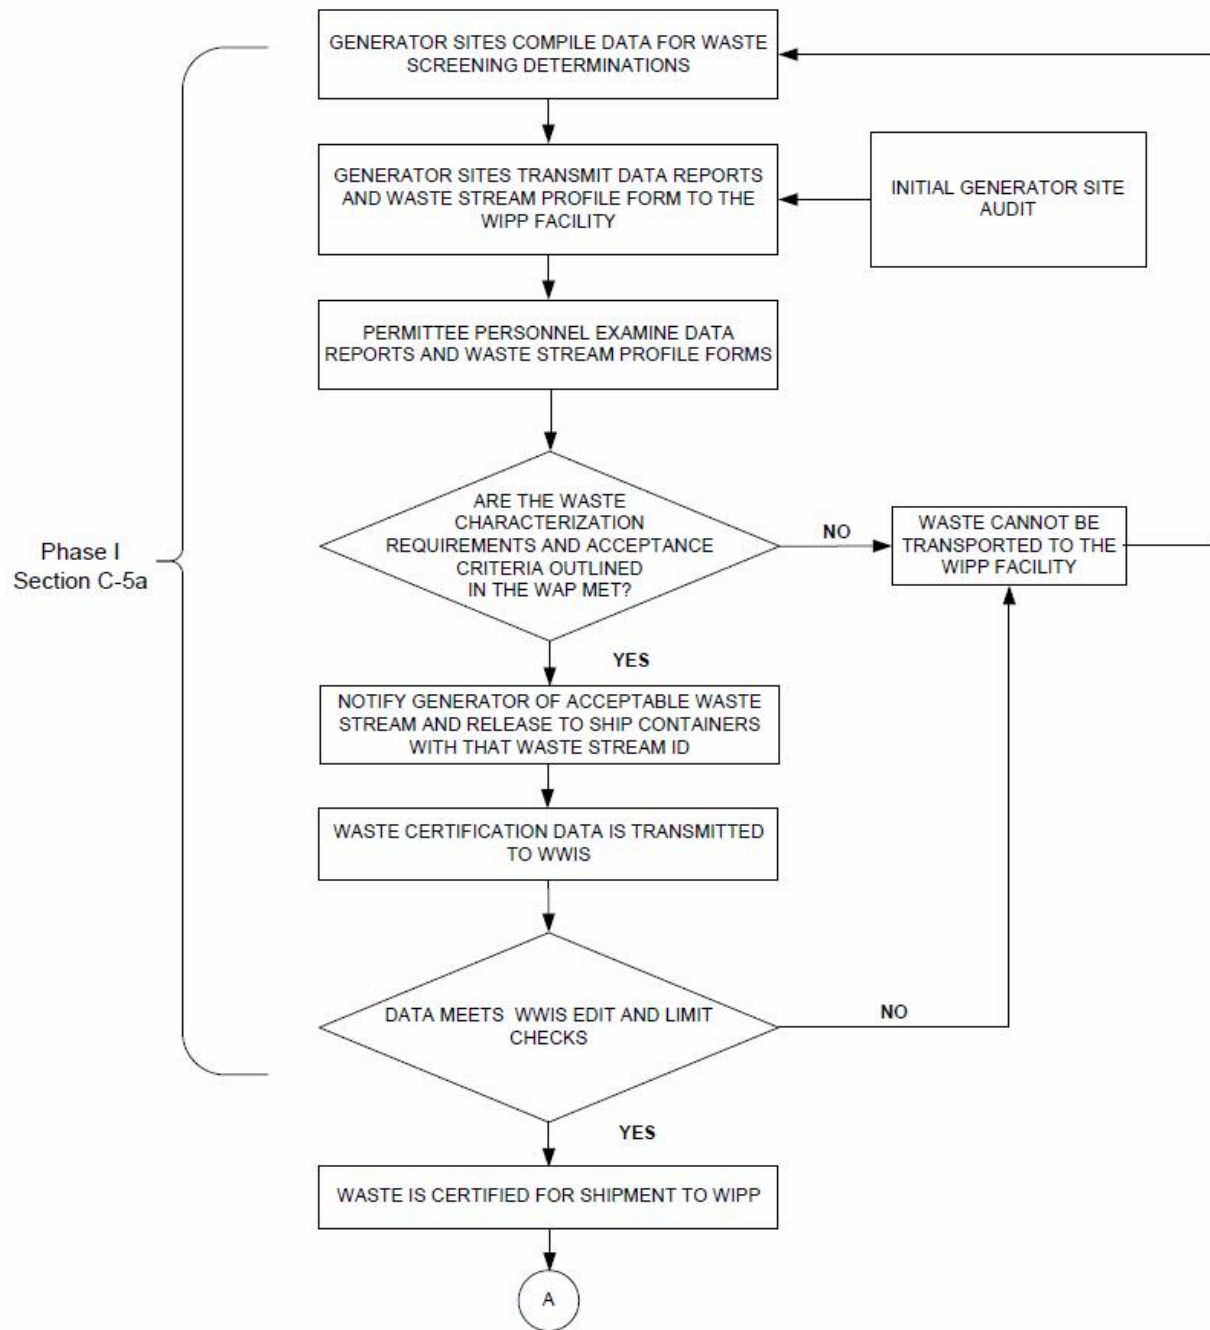 GENERATOR SITES COMPILE DATA FOR WASTE
SCREENING DETERMINATIONS
GENERATOR SITES TRANSMIT DATA REPORTS
AND WASTE STREAM PROFILE FORM TO THE
WIPP FACILITY
INITIAL GENERATOR SITE
AUDIT
PERMITTEE PERSONNEL EXAMINE DATA
REPORTS AND WASTE STREAM PROFILE FORMS
ARE THE WASTE
CHARACTERIZATION
REQUIREMENTS AND ACCEPTANCE
CRITERIA OUTLINED
IN THE WAP MET?
NO
WASTE CANNOT BE
TRANSPORTED TO THE
WIPP FACILITY
Phase I
Section C-5a
YES
NOTIFY GENERATOR OF ACCEPTABLE WASTE
STREAM AND RELEASE TO SHIP CONTAINERS
WITH THAT WASTE STREAM ID
WASTE CERTIFICATION DATA IS TRANSMITTED
TO WWIS
DATA MEETS WWIS EDIT AND LIMIT
CHECKS
NO
YES
WASTE IS CERTIFIED FOR SHIPMENT TO WIPP
A